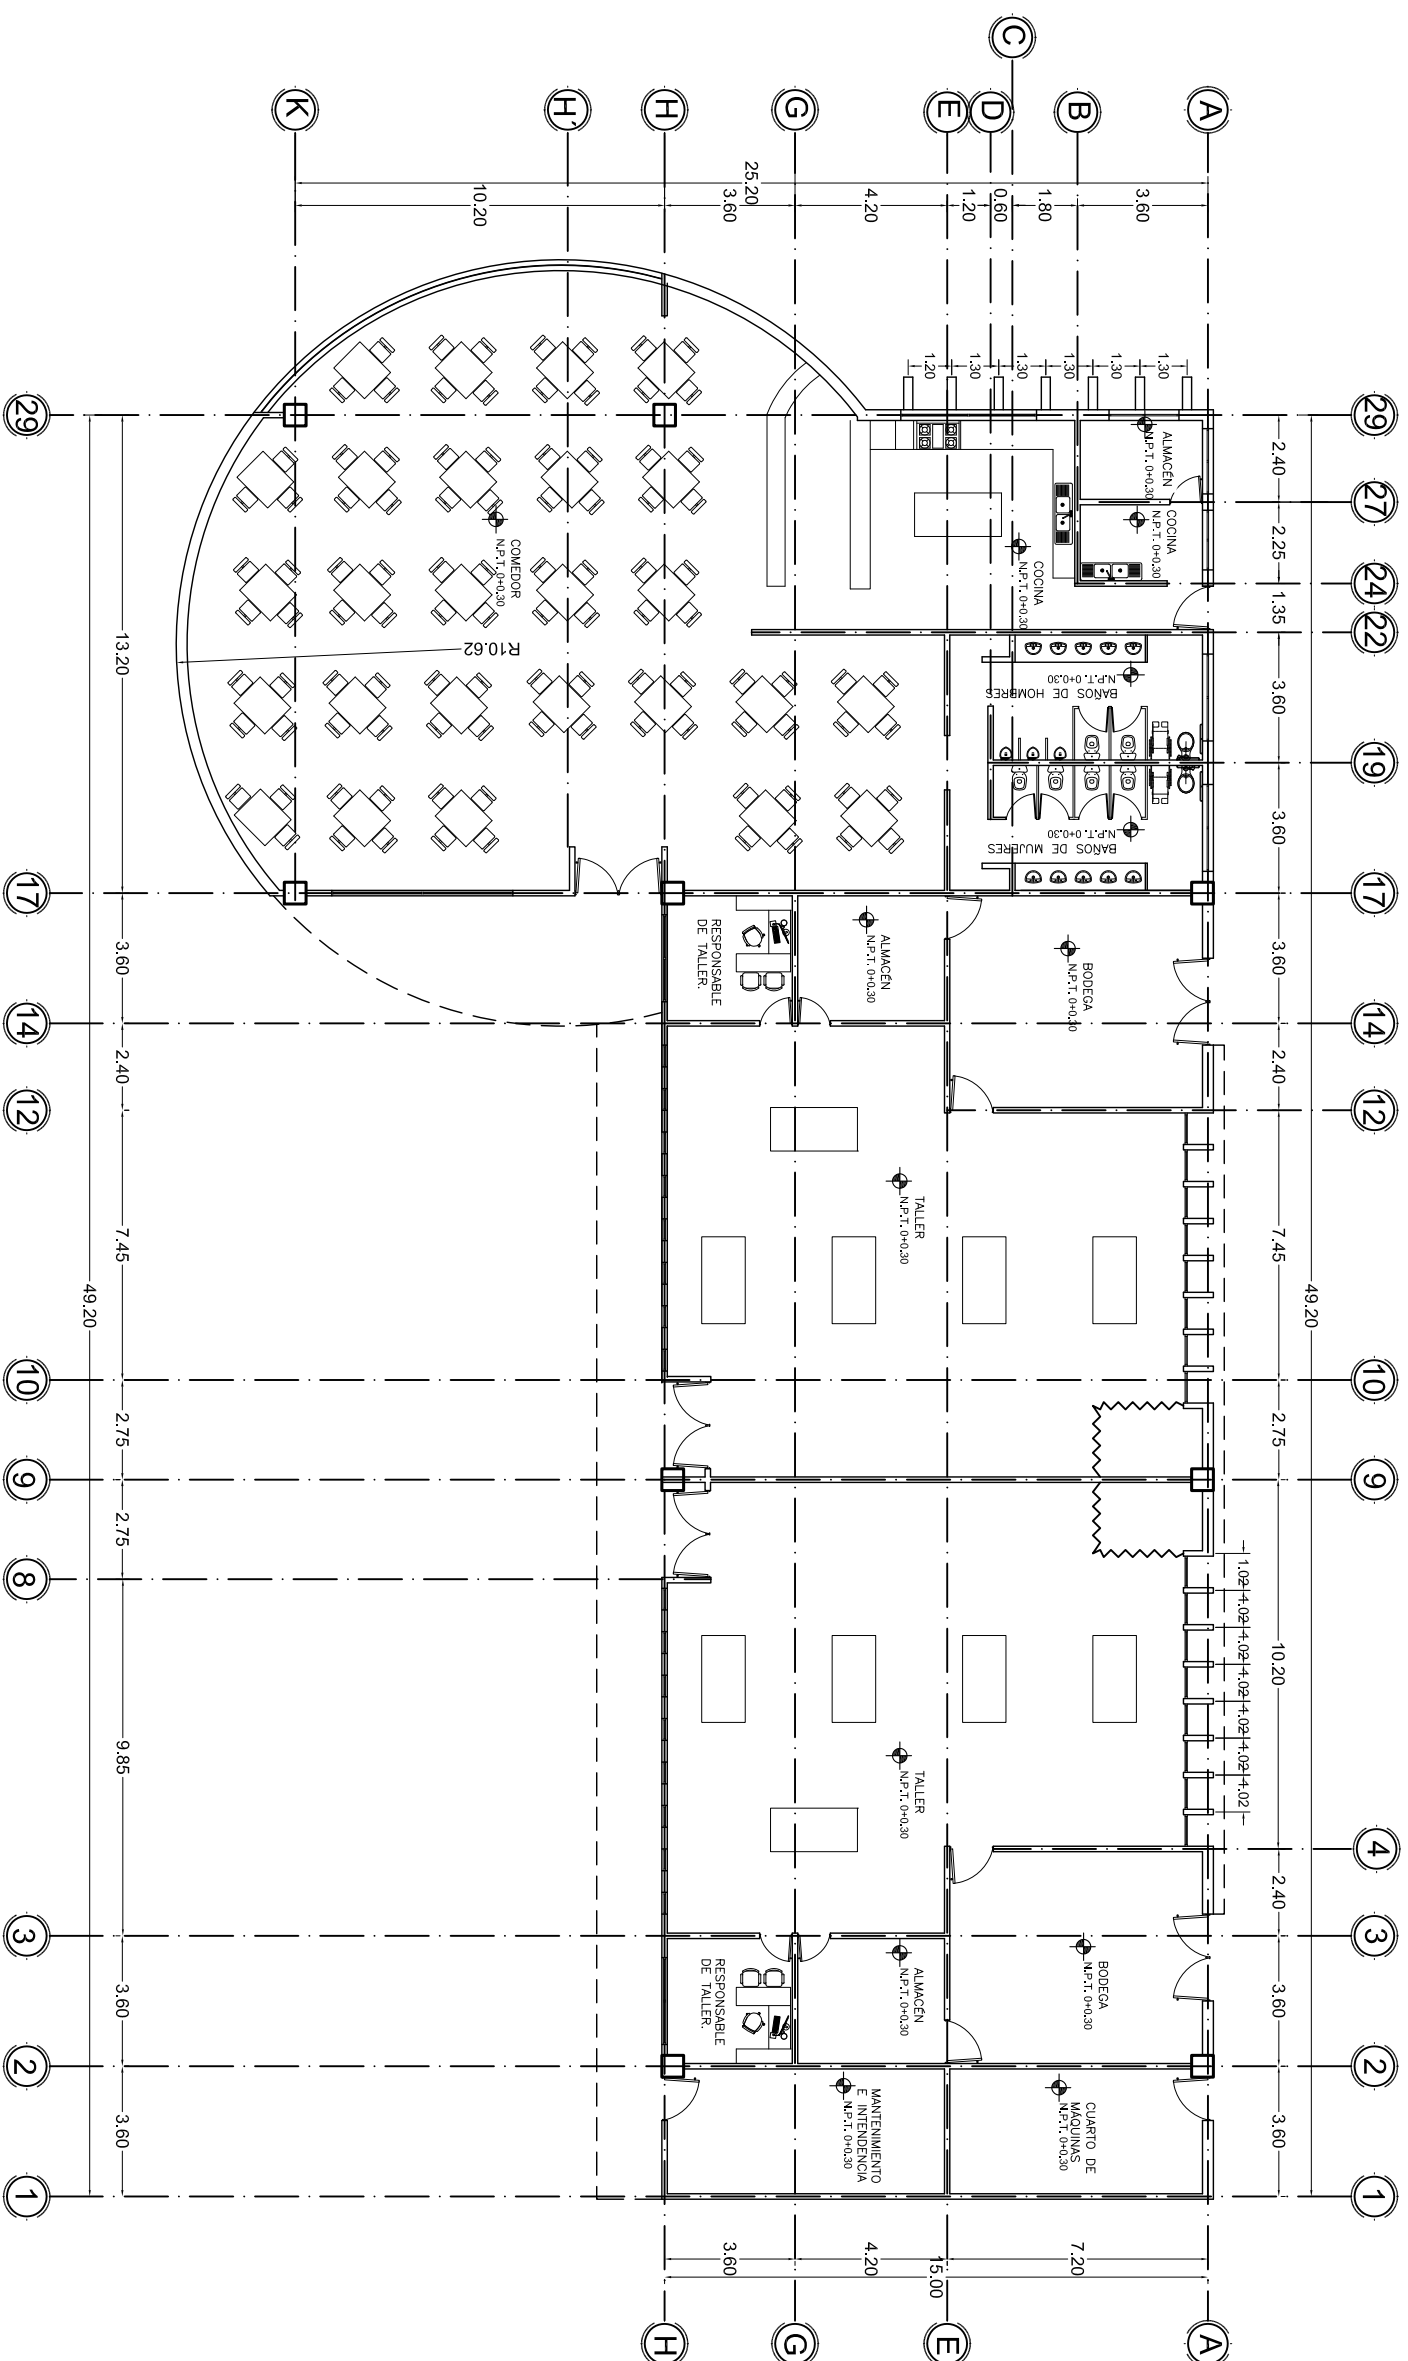 A
B
C
D
E
G
H
H´
K
25.20
3.60
1.80
0.60
1.20
4.20
3.60
10.20
1.30
1.30
1.30
1.30
1.30
1.20
29
27
24
22
19
17
14
12
10
9
4
3
2
1
49.20
2.40
2.25
1.35
3.60
3.60
3.60
2.40
7.45
2.75
10.20
2.40
3.60
3.60
1.02
1.02
1.02
1.02
1.02
1.02
1.02
ALMACÉN
N.P.T. 0+0.30
COCINA
N.P.T. 0+0.30
COCINA
N.P.T. 0+0.30
COMEDOR
N.P.T. 0+0.30
R10.62
BAÑOS DE HOMBRES
N.P.T. 0+0.30
BAÑOS DE MUJERES
N.P.T. 0+0.30
BODEGA
N.P.T. 0+0.30
ALMACÉN
N.P.T. 0+0.30
RESPONSABLE
DE TALLER.
TALLER
N.P.T. 0+0.30
TALLER
N.P.T. 0+0.30
BODEGA
N.P.T. 0+0.30
ALMACÉN
N.P.T. 0+0.30
RESPONSABLE
DE TALLER.
CUARTO DE
MÁQUINAS
N.P.T. 0+0.30
MANTENIMIENTO
E INTENDENCIA
N.P.T. 0+0.30
7.20
4.20
3.60
15.00
A
E
G
H
13.20
3.60
2.40
7.45
2.75
2.75
9.85
3.60
3.60
49.20
29
17
14
12
10
9
8
3
2
1